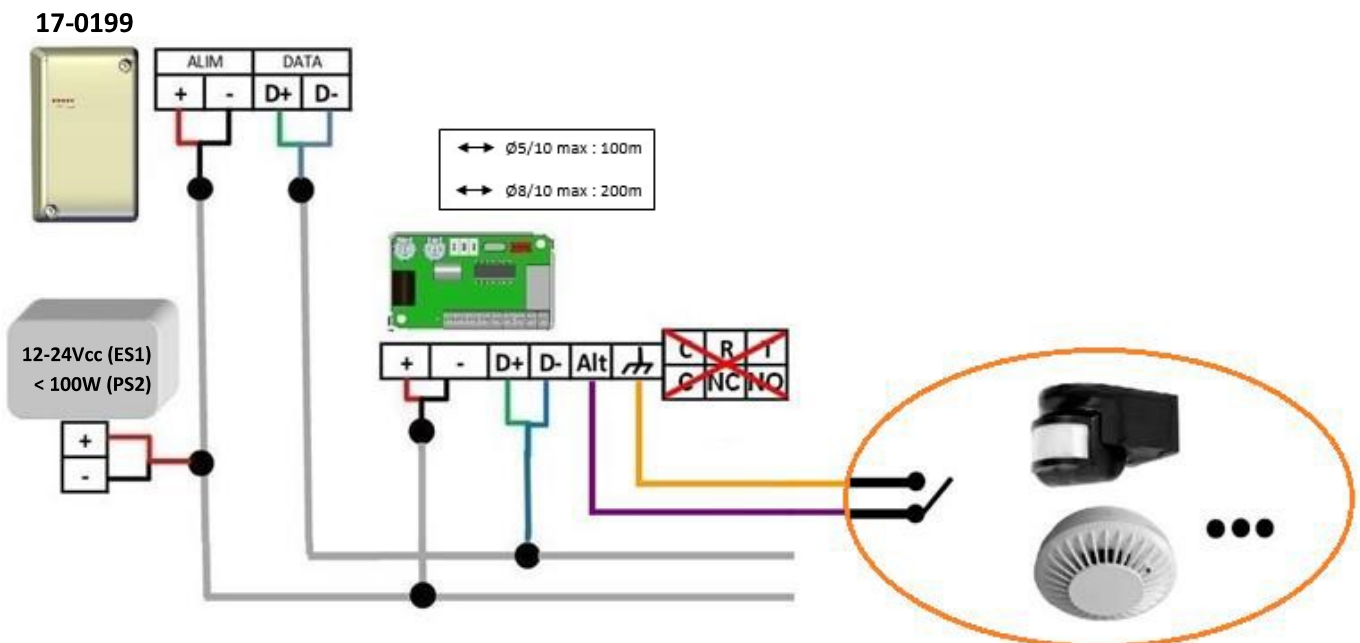 17-0199
ALIM DATA
+ - D+ D-
↔ Ø5/10 max : 100m
↔ Ø8/10 max : 200m
12-24Vcc (ES1)
< 100W (PS2)
+
-
+ - D+ D- Alt
C R T
C NC NO